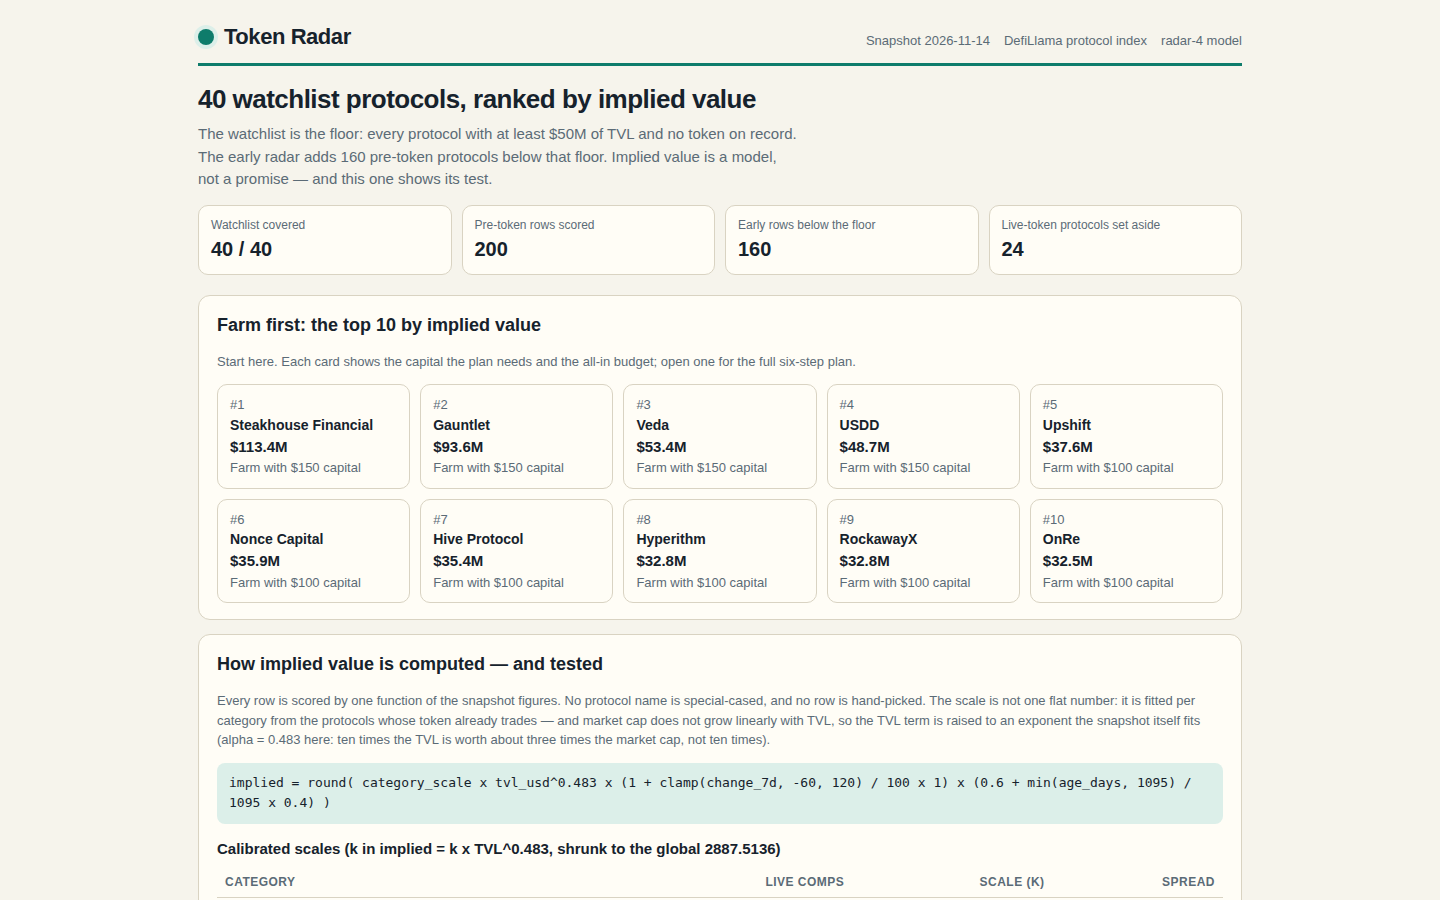 Token Radar
Snapshot 2026-11-14 DefiLlama protocol index radar-4 model
40 watchlist protocols, ranked by implied value
The watchlist is the floor: every protocol with at least $50M of TVL and no token on record.
The early radar adds 160 pre-token protocols below that floor. Implied value is a model,
not a promise — and this one shows its test.
Watchlist covered
40 / 40
Pre-token rows scored
200
Early rows below the floor
160
Live-token protocols set aside
24
Farm first: the top 10 by implied value
Start here. Each card shows the capital the plan needs and the all-in budget; open one for the full six-step plan.
#1
Steakhouse Financial
$113.4M
Farm with $150 capital
#2
Gauntlet
$93.6M
Farm with $150 capital
#3
Veda
$53.4M
Farm with $150 capital
#4
USDD
$48.7M
Farm with $150 capital
#5
Upshift
$37.6M
Farm with $100 capital
#6
Nonce Capital
$35.9M
Farm with $100 capital
#7
Hive Protocol
$35.4M
Farm with $100 capital
#8
Hyperithm
$32.8M
Farm with $100 capital
#9
RockawayX
$32.8M
Farm with $100 capital
#10
OnRe
$32.5M
Farm with $100 capital
How implied value is computed — and tested
Every row is scored by one function of the snapshot figures. No protocol name is special-cased, and no row is hand-picked. The scale is not one flat number: it is fitted per
category from the protocols whose token already trades — and market cap does not grow linearly with TVL, so the TVL term is raised to an exponent the snapshot itself fits
(alpha = 0.483 here: ten times the TVL is worth about three times the market cap, not ten times).
implied = round( category_scale x tvl_usd^0.483 x (1 + clamp(change_7d, -60, 120) / 100 x 1) x (0.6 + min(age_days, 1095) /
1095 x 0.4) )
Calibrated scales (k in implied = k x TVL^0.483, shrunk to the global 2887.5136)
CATEGORY LIVE COMPS SCALE (K) SPREAD